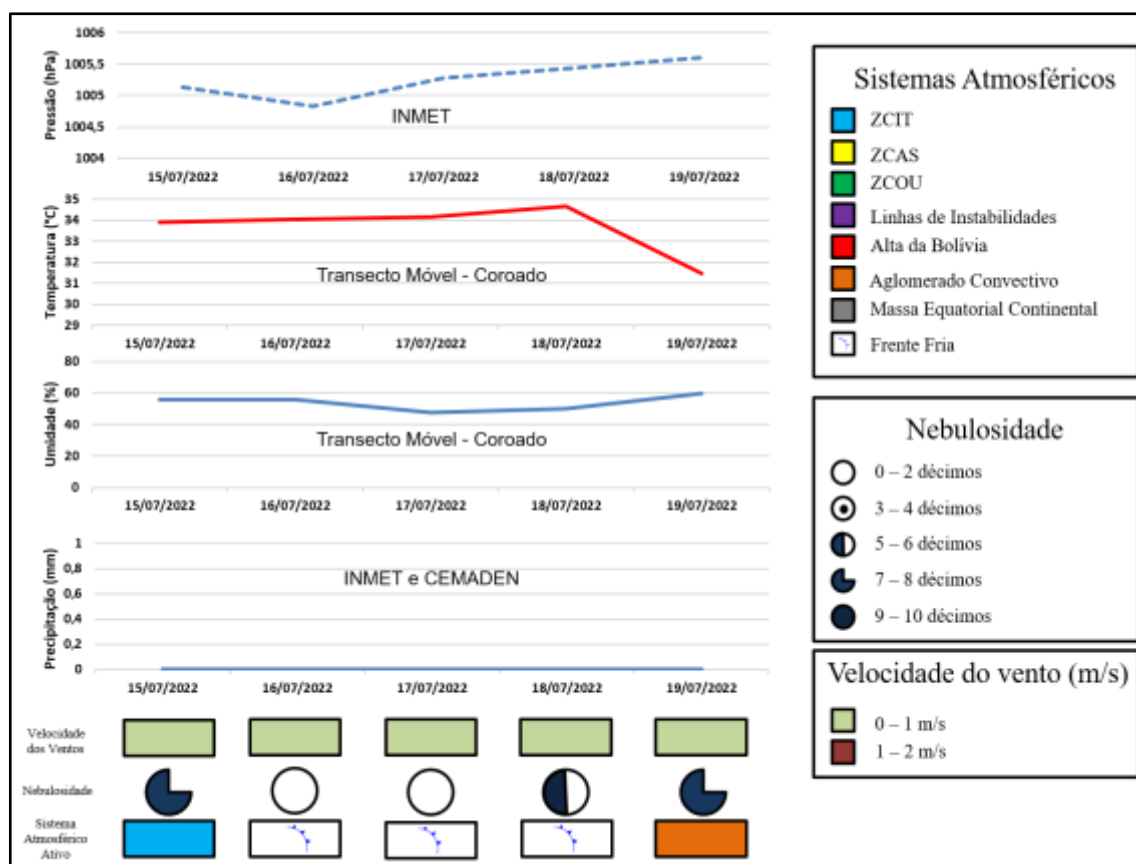 1006
1005,5
1005
1004,5
1004
Pressão (hPa)
INMET
15/07/2022 16/07/2022 17/07/2022 18/07/2022 19/07/2022
35
34
33
32
31
30
29
Temperatura (°C)
Transecto Móvel - Coroado
15/07/2022 16/07/2022 17/07/2022 18/07/2022 19/07/2022
80
60
40
20
0
Umidade (%)
Transecto Móvel - Coroado
15/07/2022 16/07/2022 17/07/2022 18/07/2022 19/07/2022
1
0,8
0,6
0,4
0,2
0
Precipitação (mm)
INMET e CEMADEN
15/07/2022 16/07/2022 17/07/2022 18/07/2022 19/07/2022
Velocidade
dos Ventos
Nebulosidade
Sistema
Atmosférico
Ativo
Sistemas Atmosféricos
ZCIT
ZCAS
ZCOU
Linhas de Instabilidades
Alta da Bolívia
Aglomerado Convectivo
Massa Equatorial Continental
Frente Fria
Nebulosidade
0 – 2 décimos
3 – 4 décimos
5 – 6 décimos
7 – 8 décimos
9 – 10 décimos
Velocidade do vento (m/s)
0 – 1 m/s
1 – 2 m/s